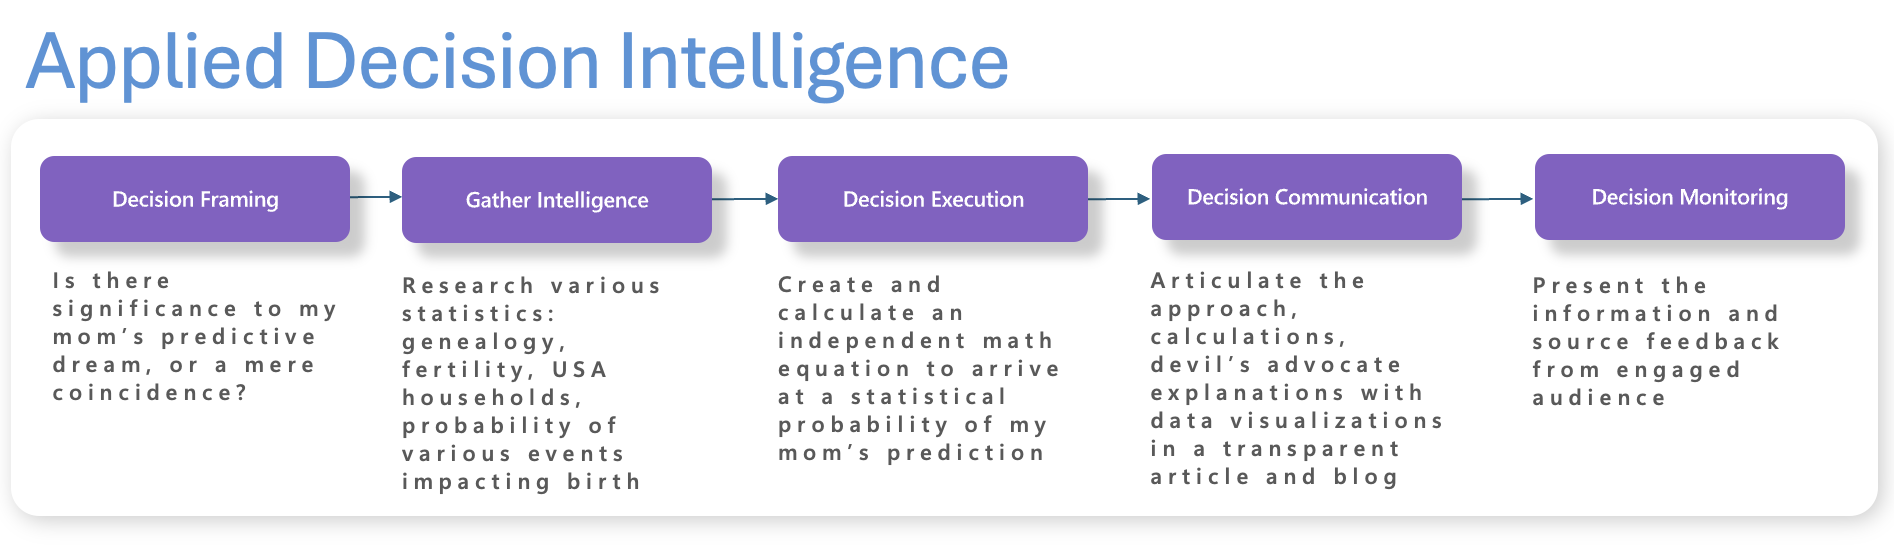 Applied Decision Intelligence
Decision Framing
Is there
significance to my
mom's predictive
dream, or a mere
coincidence?
Gather Intelligence
Research various
statistics:
genealogy,
fertility, USA
households,
probability of
various events
impacting birth
Decision Execution
Create and
calculate an
independent math
equation to arrive
at a statistical
probability of my
mom's prediction
Decision Communication
Articulate the
approach,
calculations,
devil's advocate
explanations with
data visualizations
in a transparent
article and blog
Decision Monitoring
Present the
information and
source feedback
from engaged
audience